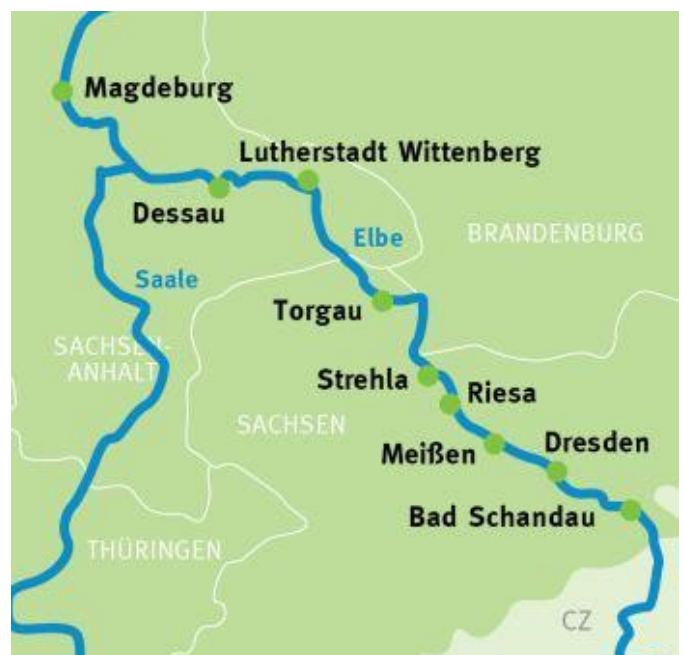 Magdeburg
Lutherstadt Wittenberg
Dessau
Elbe
BRANDENBURG
Saale
Torgau
SACHSEN-
ANHALT
Strehla
Riesa
SACHSEN
Meißen
Dresden
Bad Schandau
THÜRINGEN
CZ